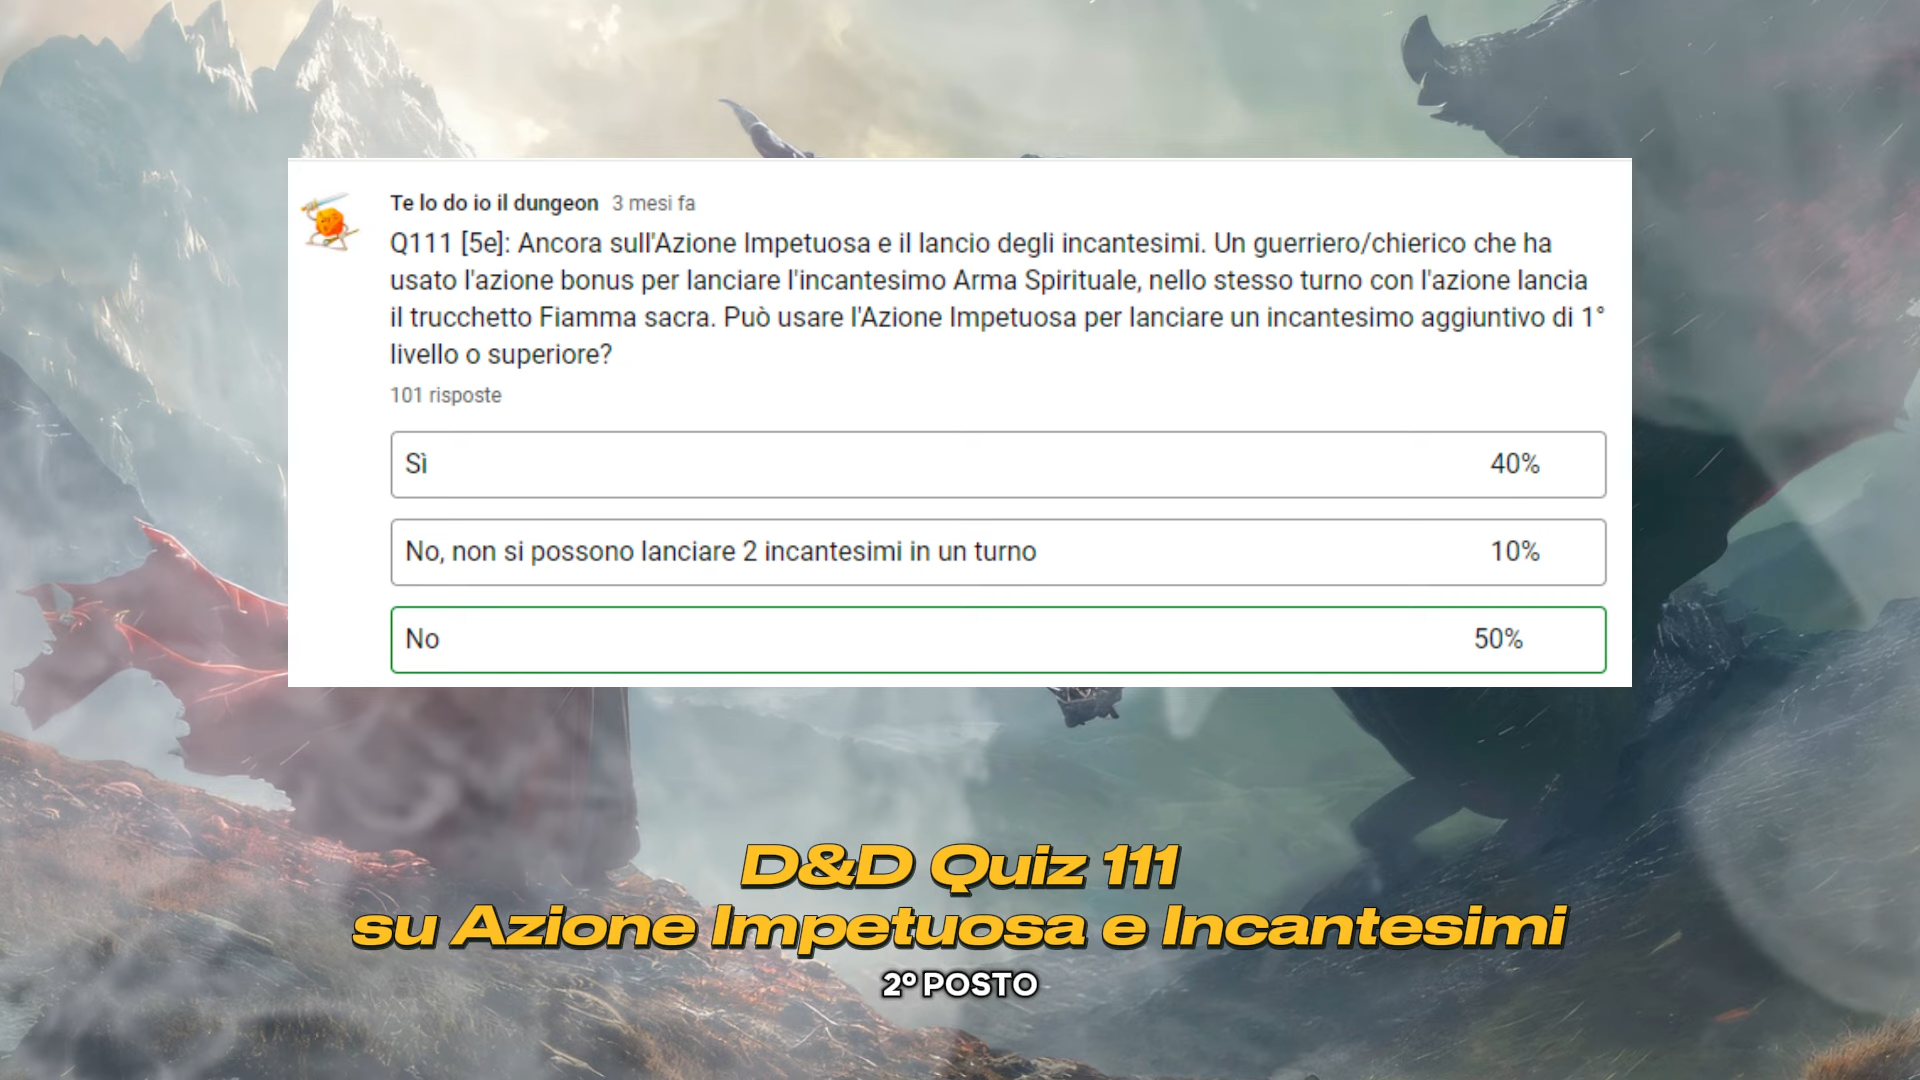 Te lo do io il dungeon 3 mesi fa
Q111 [5e]: Ancora sull'Azione Impetuosa e il lancio degli incantesimi. Un guerriero/chierico che ha
usato l'azione bonus per lanciare l'incantesimo Arma Spirituale, nello stesso turno con l'azione lancia
il trucchetto Fiamma sacra. Può usare l'Azione Impetuosa per lanciare un incantesimo aggiuntivo di 1°
livello o superiore?
101 risposte
Sì 40%
No, non si possono lanciare 2 incantesimi in un turno 10%
No 50%
D&D Quiz 111
su Azione Impetuosa e Incantesimi
2º POSTO